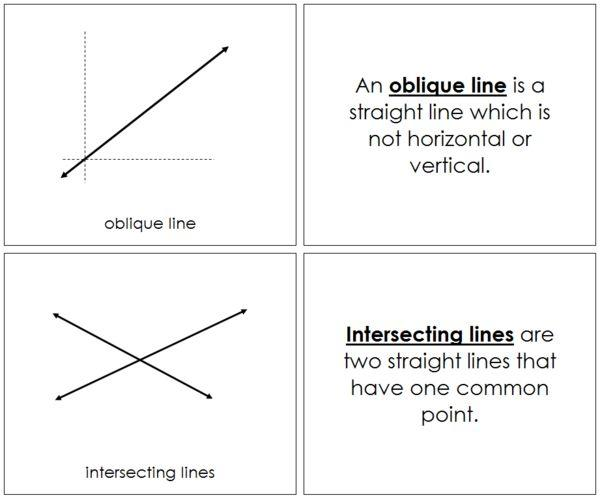 oblique line
An oblique line is a
straight line which is
not horizontal or
vertical.
intersecting lines
Intersecting lines are
two straight lines that
have one common
point.